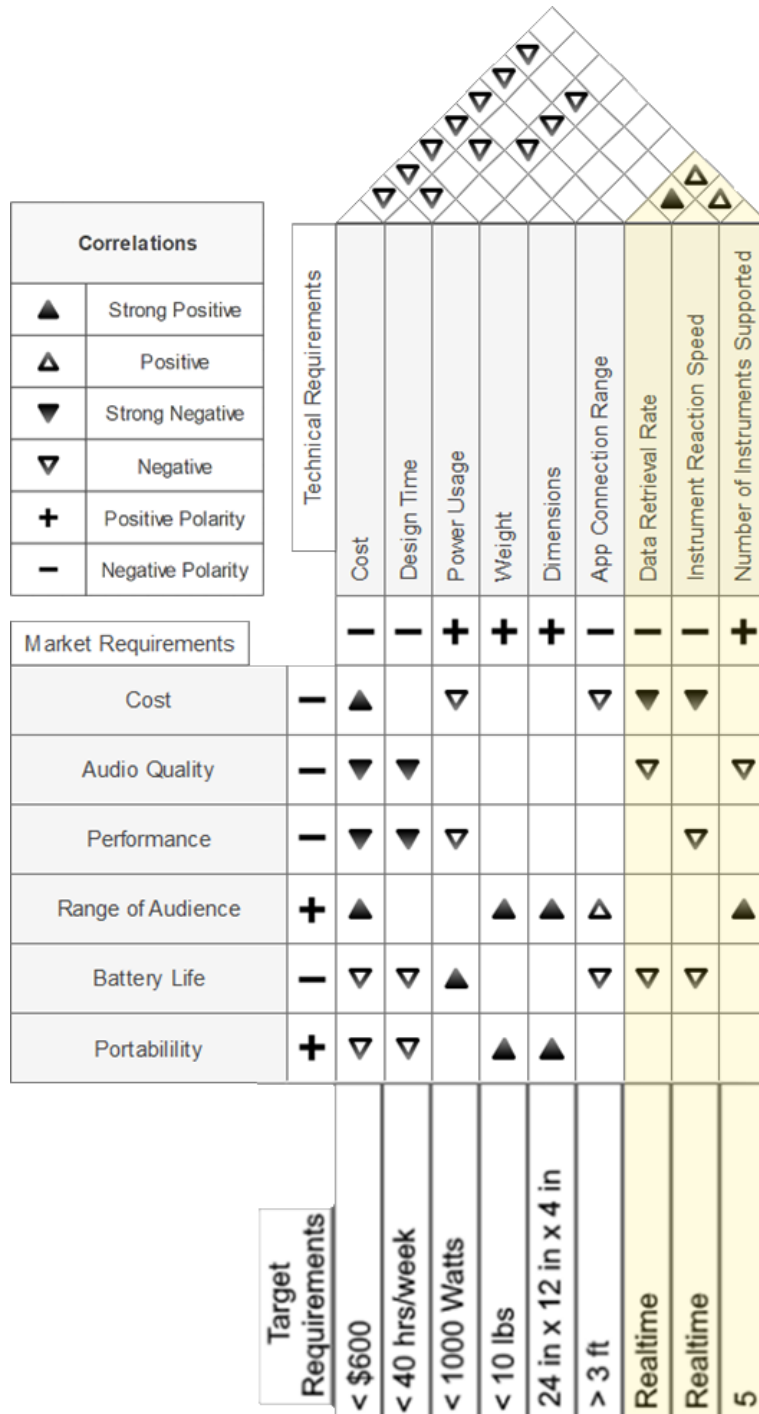 Correlations
Strong Positive
Positive
Strong Negative
Negative
+ Positive Polarity
− Negative Polarity
Technical Requirements
Cost
Design Time
Power Usage
Weight
Dimensions
App Connection Range
Data Retrieval Rate
Instrument Reaction Speed
Number of Instruments Supported
Market Requirements − − + + + − − − +
Cost −
Audio Quality −
Performance −
Range of Audience +
Battery Life −
Portabilility +
Target
Requirements
< $600
< 40 hrs/week
< 1000 Watts
< 10 lbs
24 in x 12 in x 4 in
> 3 ft
Realtime
Realtime
5